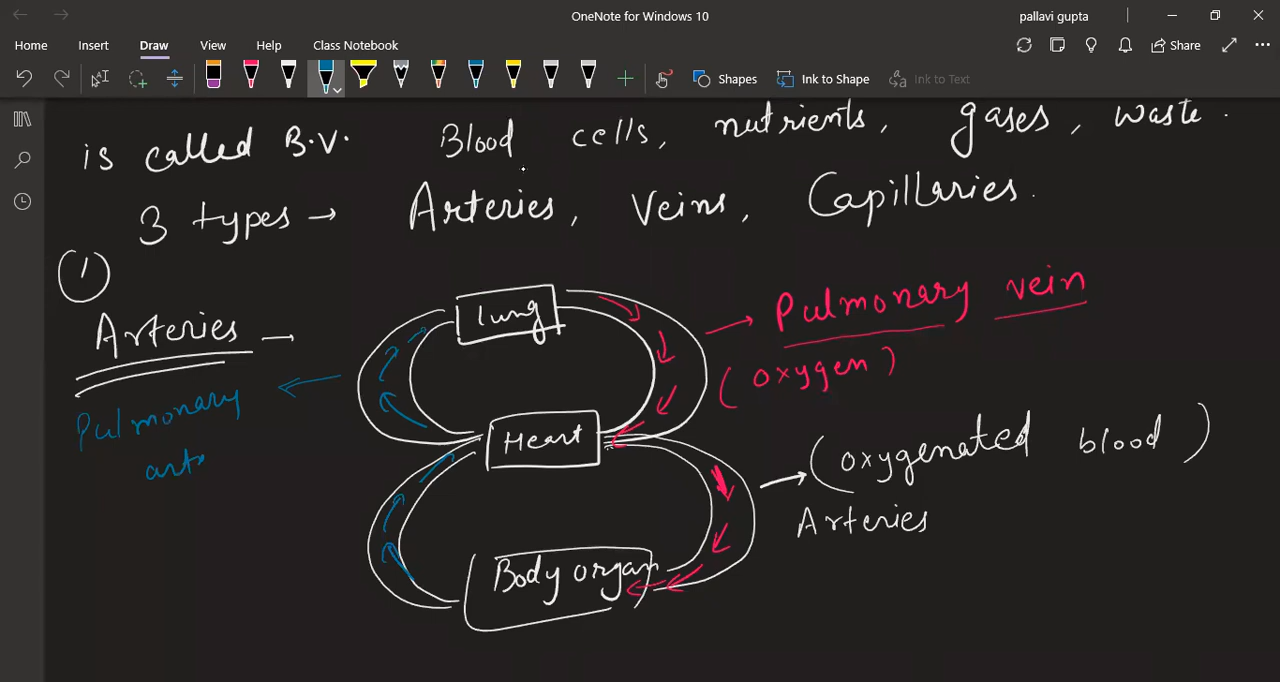 OneNote for Windows 10
pallavi gupta
Home Insert Draw View Help Class Notebook
Share
Shapes Ink to Shape Ink to Text
is called B.V. Blood cells, nutrients, gases, waste.
3 types → Arteries, Veins, Capillaries.
1
Arteries —
Pulmonary
art
Lung
Heart
Body organ
→ Pulmonary vein
(oxygen)
→ (oxygenated blood)
Arteries